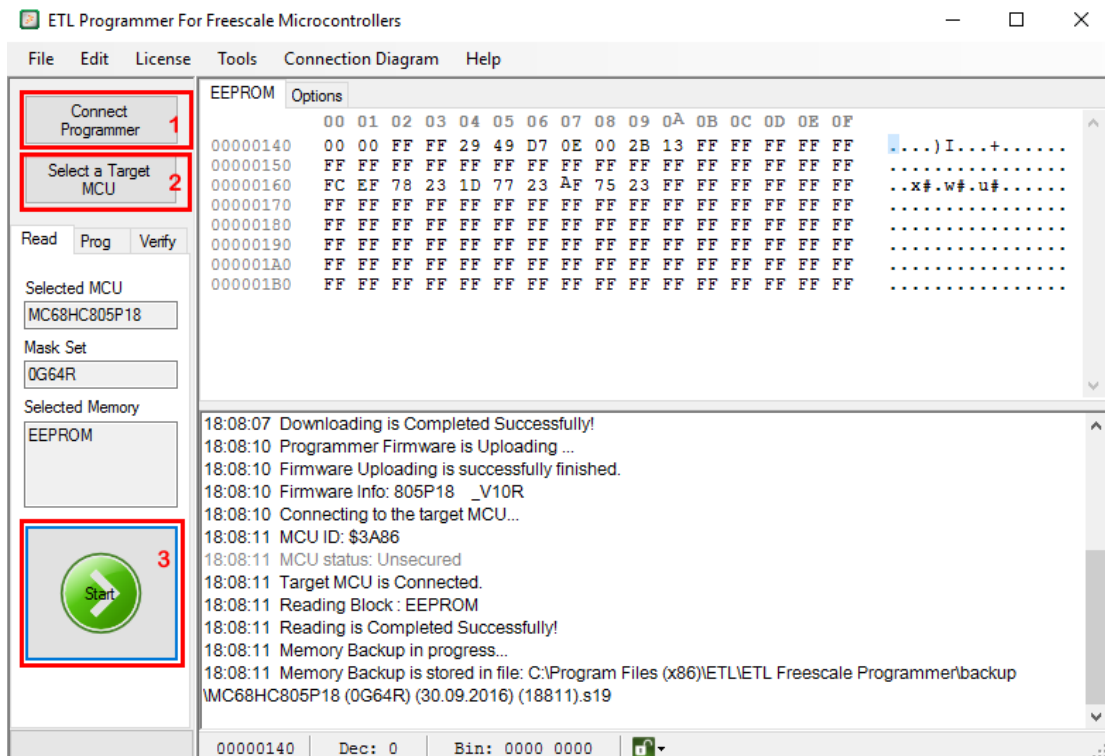 ETL Programmer For Freescale Microcontrollers
File Edit License Tools Connection Diagram Help
Connect
Programmer 1
Select a Target
MCU 2
Read Prog Verify
Selected MCU
MC68HC805P18
Mask Set
0G64R
Selected Memory
EEPROM
Start 3
EEPROM Options
00 01 02 03 04 05 06 07 08 09 0A 0B 0C 0D 0E 0F
00000140 00 00 FF FF 29 49 D7 0E 00 2B 13 FF FF FF FF FF ....)I...+......
00000150 FF FF FF FF FF FF FF FF FF FF FF FF FF FF FF FF ................
00000160 FC EF 78 23 1D 77 23 AF 75 23 FF FF FF FF FF FF ..x#.w#.u#......
00000170 FF FF FF FF FF FF FF FF FF FF FF FF FF FF FF FF ................
00000180 FF FF FF FF FF FF FF FF FF FF FF FF FF FF FF FF ................
00000190 FF FF FF FF FF FF FF FF FF FF FF FF FF FF FF FF ................
000001A0 FF FF FF FF FF FF FF FF FF FF FF FF FF FF FF FF ................
000001B0 FF FF FF FF FF FF FF FF FF FF FF FF FF FF FF FF ................
18:08:07 Downloading is Completed Successfully!
18:08:10 Programmer Firmware is Uploading ...
18:08:10 Firmware Uploading is successfully finished.
18:08:10 Firmware Info: 805P18 _V10R
18:08:10 Connecting to the target MCU...
18:08:11 MCU ID: $3A86
18:08:11 MCU status: Unsecured
18:08:11 Target MCU is Connected.
18:08:11 Reading Block : EEPROM
18:08:11 Reading is Completed Successfully!
18:08:11 Memory Backup in progress...
18:08:11 Memory Backup is stored in file: C:\Program Files (x86)\ETL\ETL Freescale Programmer\backup
\MC68HC805P18 (0G64R) (30.09.2016) (18811).s19
00000140 Dec: 0 Bin: 0000 0000